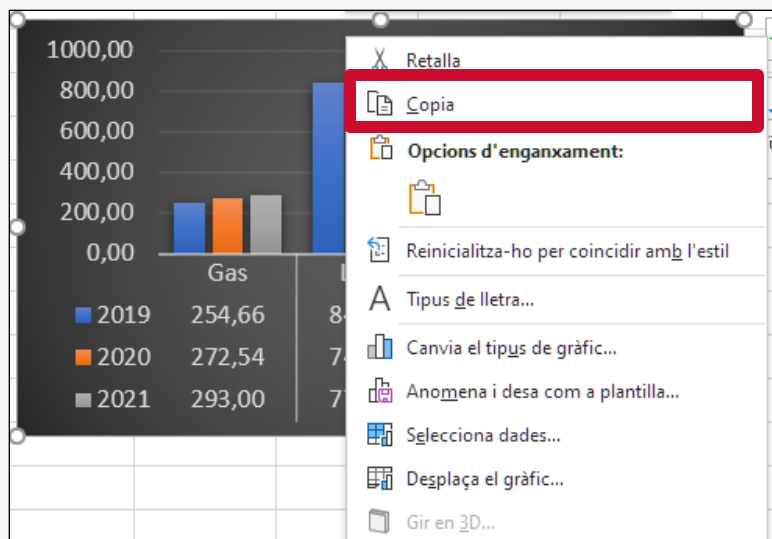 1000,00
800,00
600,00
400,00
200,00
0,00
Gas
2019 254,66
2020 272,54
2021 293,00
Retalla
Copia
Opcions d'enganxament:
Reinicialitza-ho per coincidir amb l'estil
Tipus de lletra...
Canvia el tipus de gràfic...
Anomena i desa com a plantilla...
Selecciona dades...
Desplaça el gràfic...
Gir en 3D...